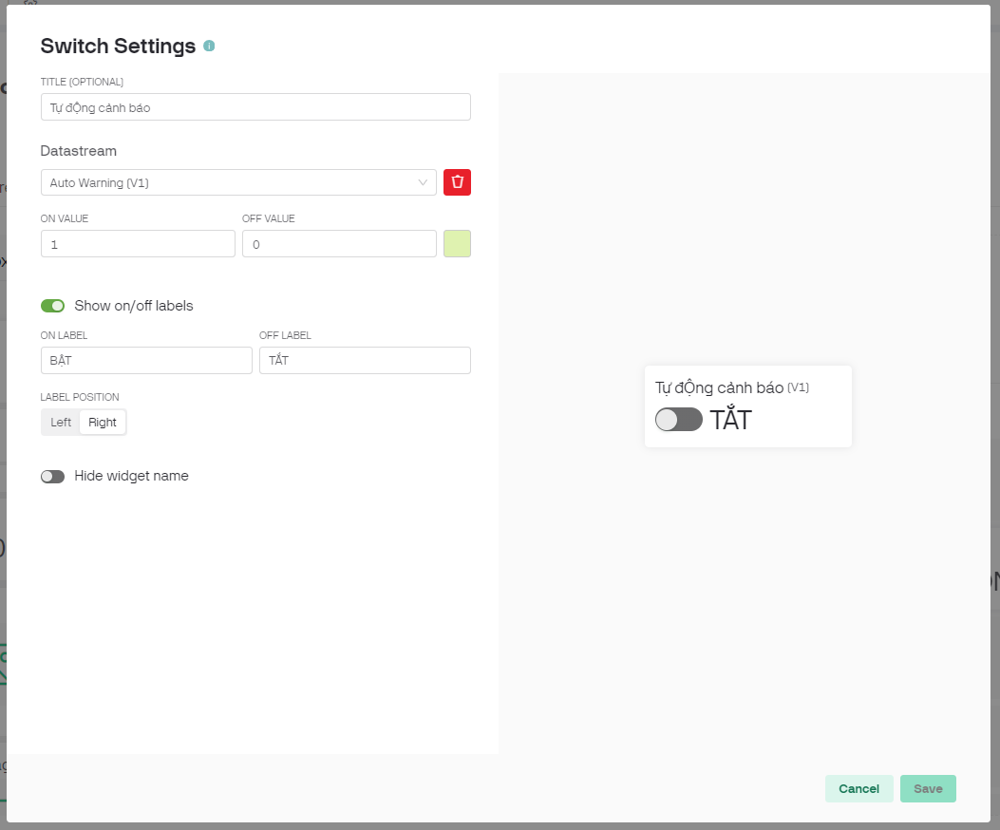 Switch Settings
TITLE (OPTIONAL)
Tự đỘng cảnh báo
Datastream
Auto Warning (V1)
ON VALUE
OFF VALUE
1
0
Show on/off labels
ON LABEL
OFF LABEL
BẬT
TẮT
LABEL POSITION
Left
Right
Hide widget name
Tự đỘng cảnh báo (V1)
TẮT
Cancel
Save